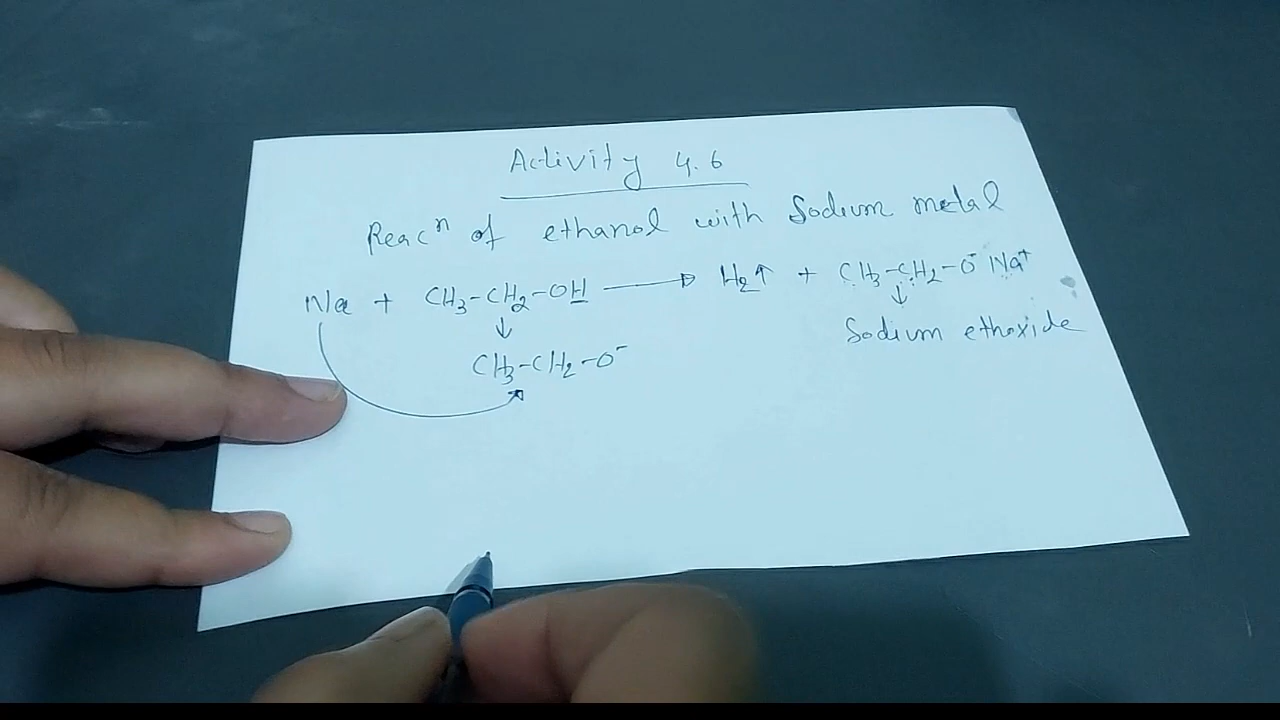 Activity 4.6
Reacⁿ of ethanol with Sodium metal
Na + CH₃-CH₂-OH → H₂↑ + CH₃-CH₂-O⁻ Na⁺
↓ ↓
CH₃-CH₂-O⁻ Sodium ethoxide